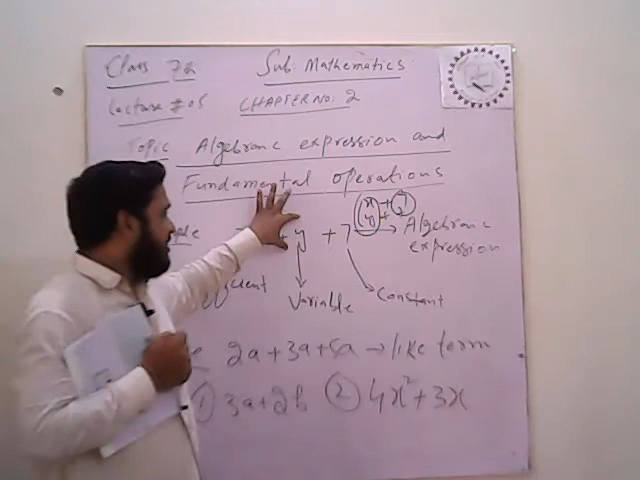 Class 7th Sub: Mathematics
Lecture #05 CHAPTER NO. 2
Topic Algebraic expression and
Fundamental operations
(x + 7
y +
y + 7 → Algebraic
expression
Variable Constant
2a + 3a + 5a → like term
① 3a + 2b ② 4x² + 3x